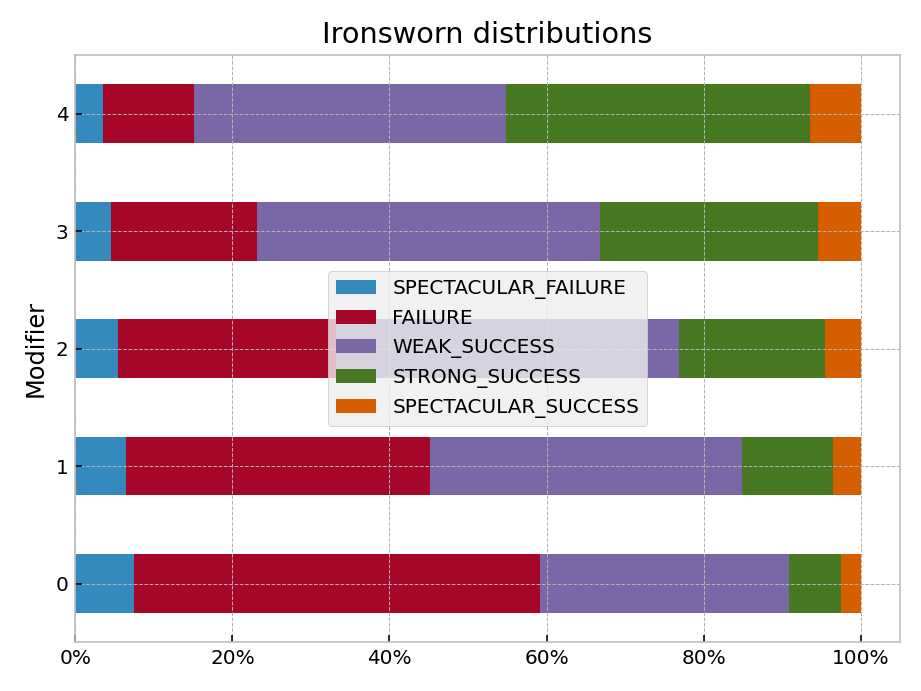 Ironsworn distributions
Modifier
4
3
2
1
0
SPECTACULAR_FAILURE
FAILURE
WEAK_SUCCESS
STRONG_SUCCESS
SPECTACULAR_SUCCESS
0% 20% 40% 60% 80% 100%